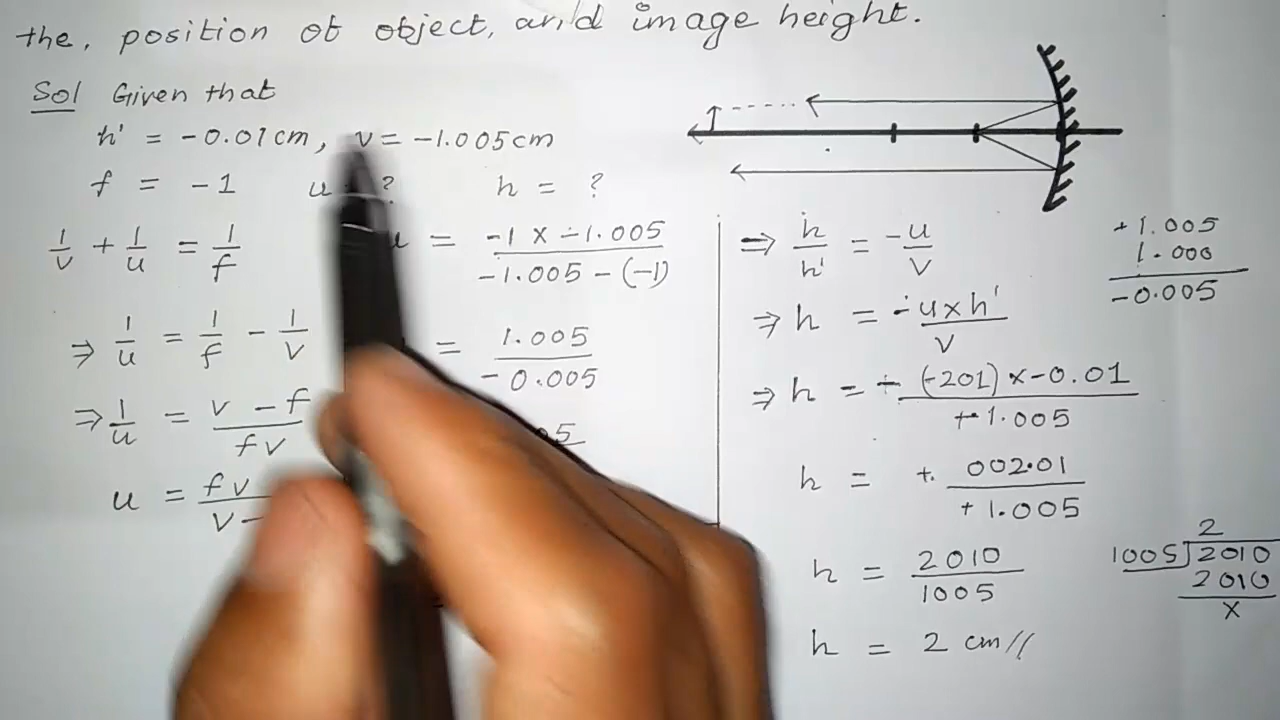 the, position of object, and image height.
Sol Given that
h' = -0.01cm, v = -1.005cm
f = -1 u = ? h = ?
1/v + 1/u = 1/f
⇒ 1/u = 1/f - 1/v
⇒ 1/u = v - f / fv
u = fv / v -
u = -1 x -1.005 / -1.005 - (-1)
= 1.005 / -0.005
⇒ h/h' = -u/v
⇒ h = -u x h' / v
⇒ h = - (-201) x -0.01 / + 1.005
h = +. 002.01 / + 1.005
h = 2010 / 1005
h = 2 cm//
+ 1.005
1.000
-0.005
2
1005)2010
2010
x